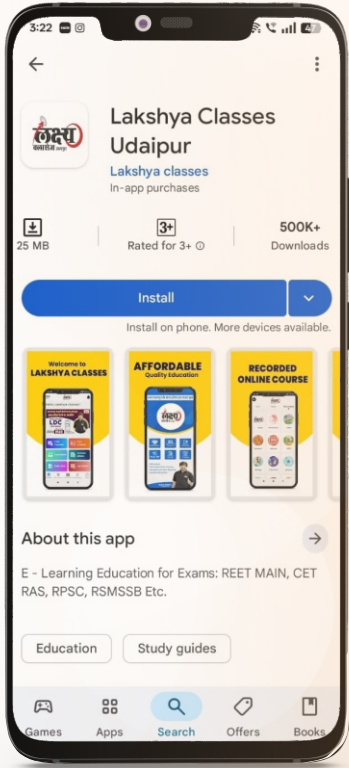 3:22
←
लक्ष्य
क्लासेज
Lakshya Classes
Udaipur
Lakshya classes
In-app purchases
25 MB
3+
Rated for 3+
500K+
Downloads
Install
Install on phone. More devices available.
Welcome to
LAKSHYA CLASSES
LDC
AFFORDABLE
Quality Education
लक्ष्य
RECORDED
ONLINE COURSE
About this app
→
E - Learning Education for Exams: REET MAIN, CET
RAS, RPSC, RSMSSB Etc.
Education
Study guides
Games
Apps
Search
Offers
Books